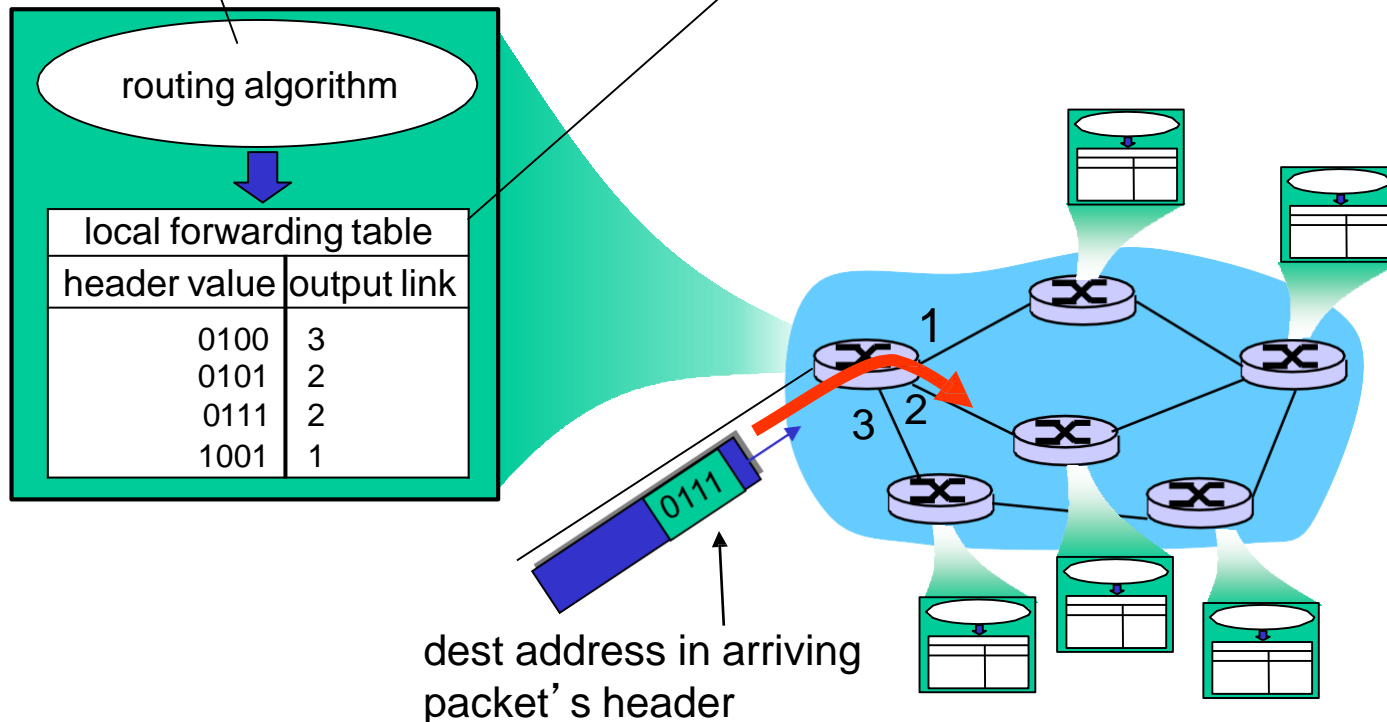 routing algorithm
local forwarding table
header value output link
0100 3
0101 2
0111 2
1001 1
1
2
3
0111
dest address in arriving
packet’s header